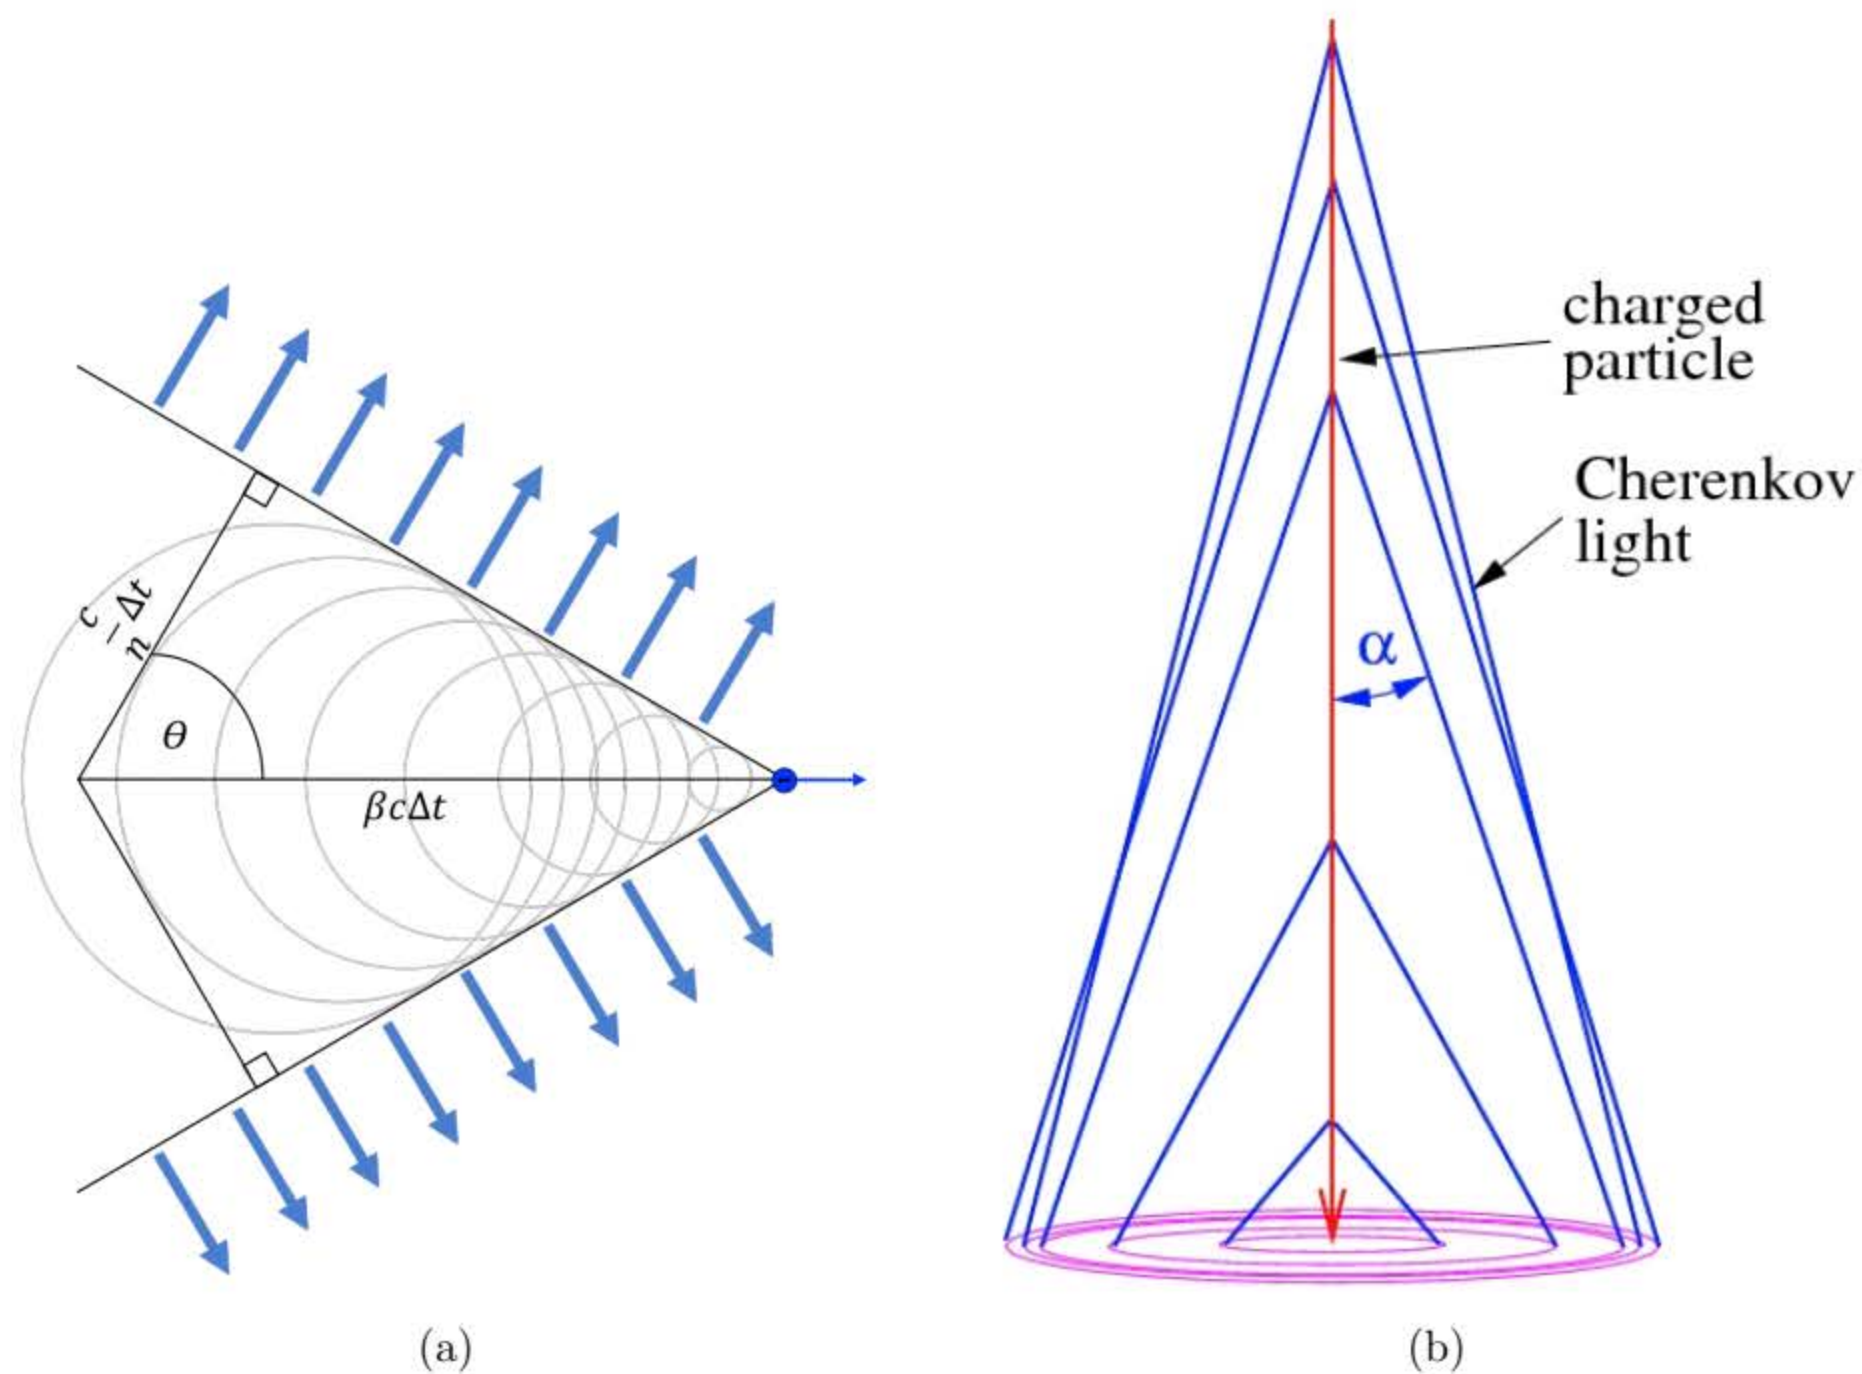 c
— Δt
n
θ
βcΔt
(a)
charged
particle
Cherenkov
light
α
(b)